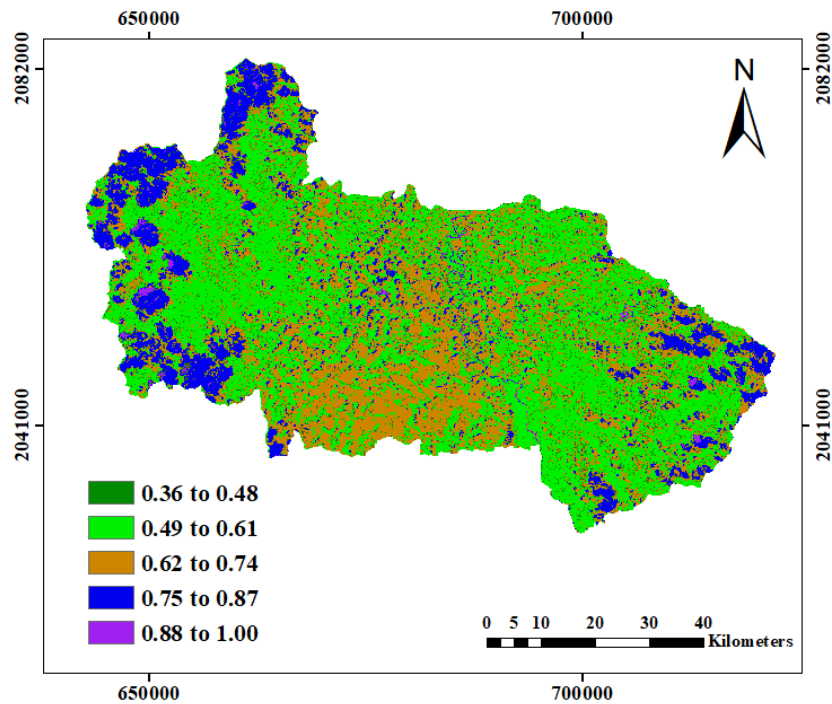 650000 700000
2082000 2082000
N
2041000 2041000
0.36 to 0.48
0.49 to 0.61
0.62 to 0.74
0.75 to 0.87
0.88 to 1.00
0 5 10 20 30 40
Kilometers
650000 700000